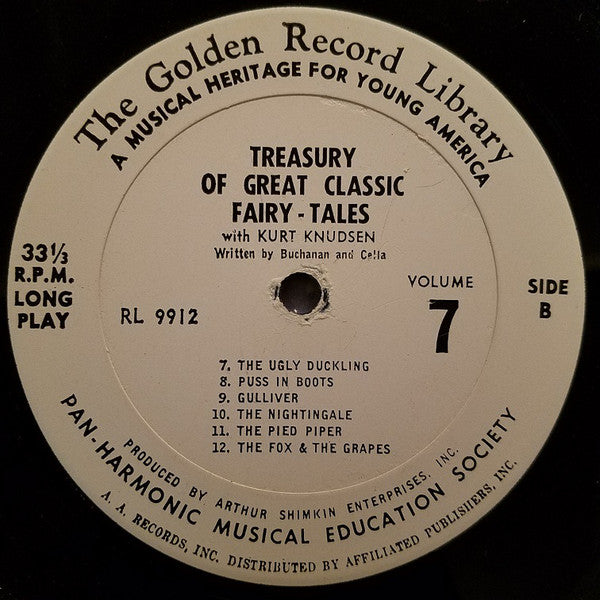 The Golden Record Library
A MUSICAL HERITAGE FOR YOUNG AMERICA
TREASURY
OF GREAT CLASSIC
FAIRY-TALES
with KURT KNUDSEN
Written by Buchanan and Cella
33⅓
R.P.M.
LONG
PLAY
RL 9912
VOLUME
7
SIDE
B
7. THE UGLY DUCKLING
8. PUSS IN BOOTS
9. GULLIVER
10. THE NIGHTINGALE
11. THE PIED PIPER
12. THE FOX & THE GRAPES
PRODUCED BY ARTHUR SHIMKIN ENTERPRISES, INC.
PAN-HARMONIC MUSICAL EDUCATION SOCIETY
A. A. RECORDS, INC. DISTRIBUTED BY AFFILIATED PUBLISHERS, INC.